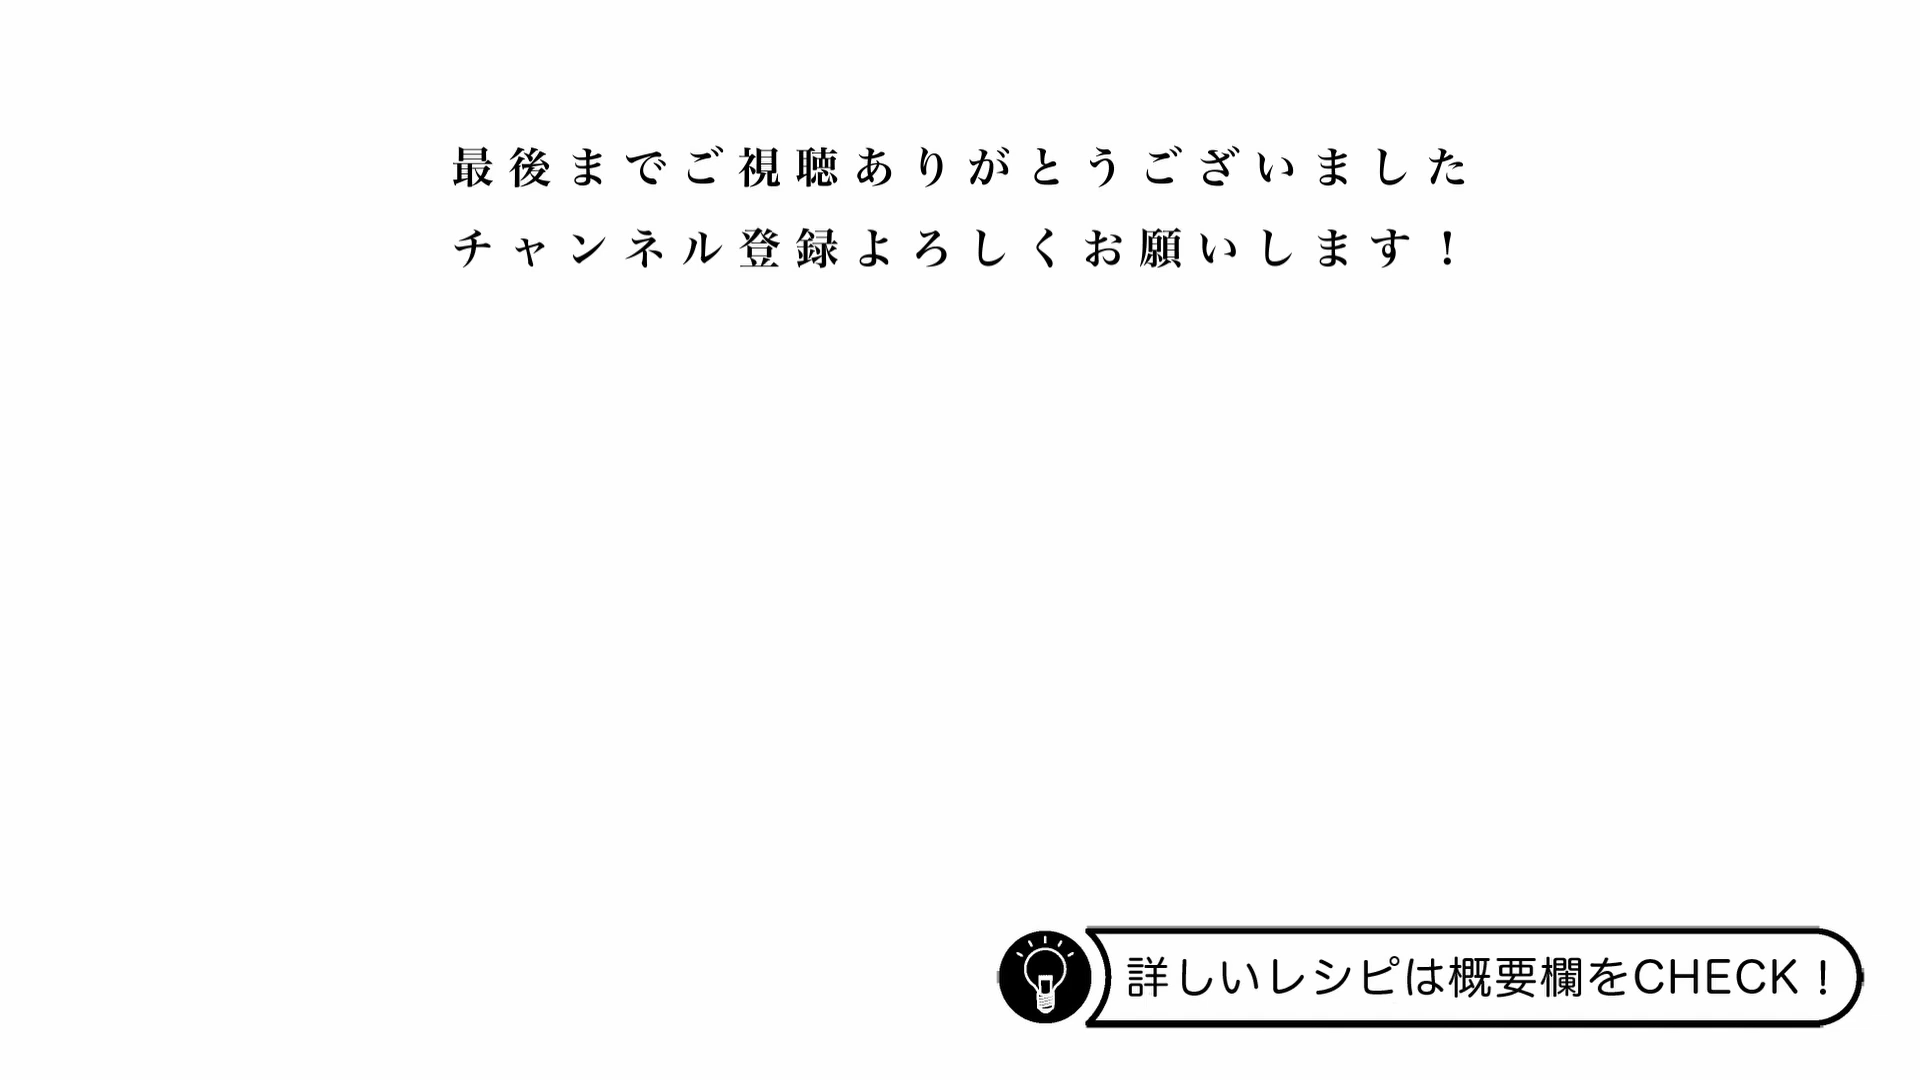 最後までご視聴ありがとうございました
チャンネル登録よろしくお願いします！
詳しいレシピは概要欄をCHECK！